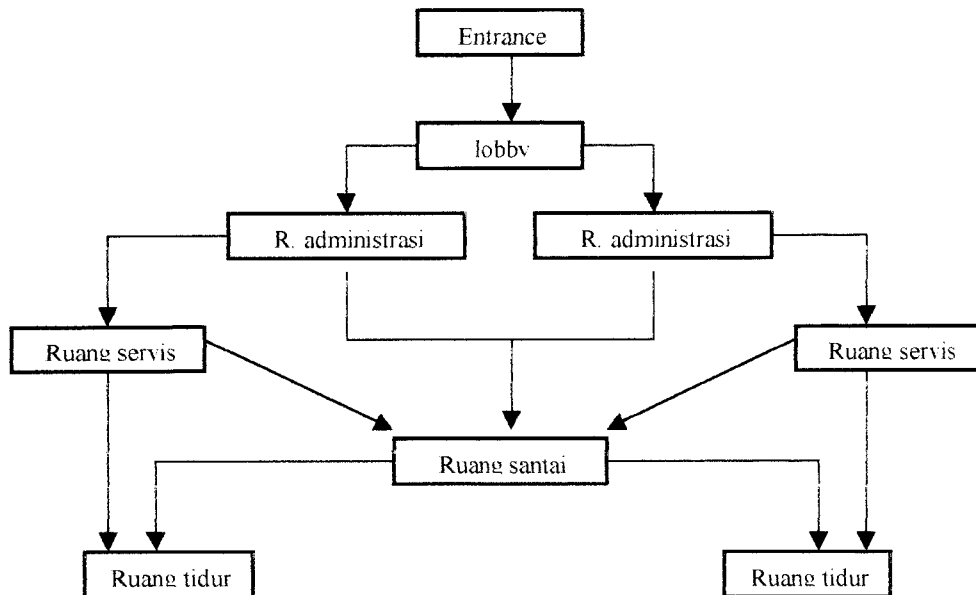 Entrance
lobby
R. administrasi
R. administrasi
Ruang servis
Ruang servis
Ruang santai
Ruang tidur
Ruang tidur